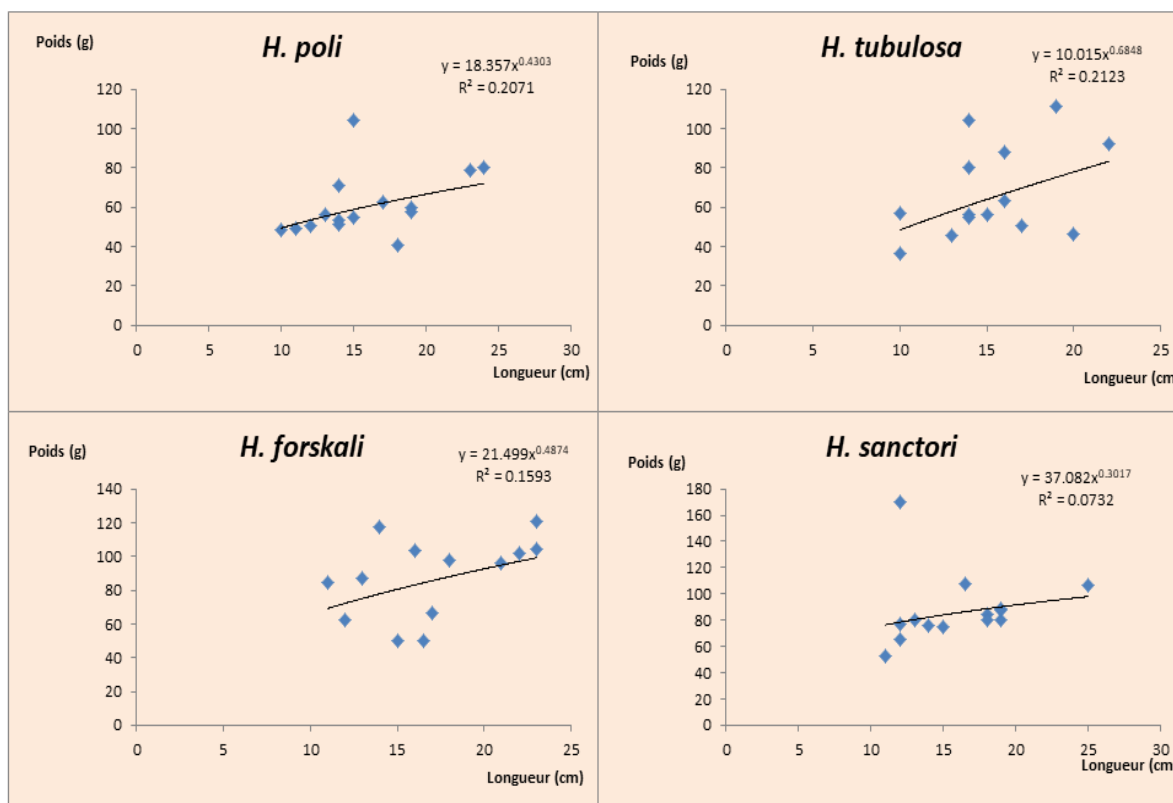 Poids (g)
H. poli
y = 18.357x^0.4303
R² = 0.2071
120
100
80
60
40
20
0
0 5 10 15 20 25 30
Longueur (cm)
Poids (g)
H. tubulosa
y = 10.015x^0.6848
R² = 0.2123
120
100
80
60
40
20
0
0 5 10 15 20 25
Longueur (cm
Poids (g)
H. forskali
y = 21.499x^0.4874
R² = 0.1593
140
120
100
80
60
40
20
0
0 5 10 15 20 25
Longueur (cm)
Poids (g)
H. sanctori
y = 37.082x^0.3017
R² = 0.0732
180
160
140
120
100
80
60
40
20
0
0 5 10 15 20 25 30
Longueur (cm